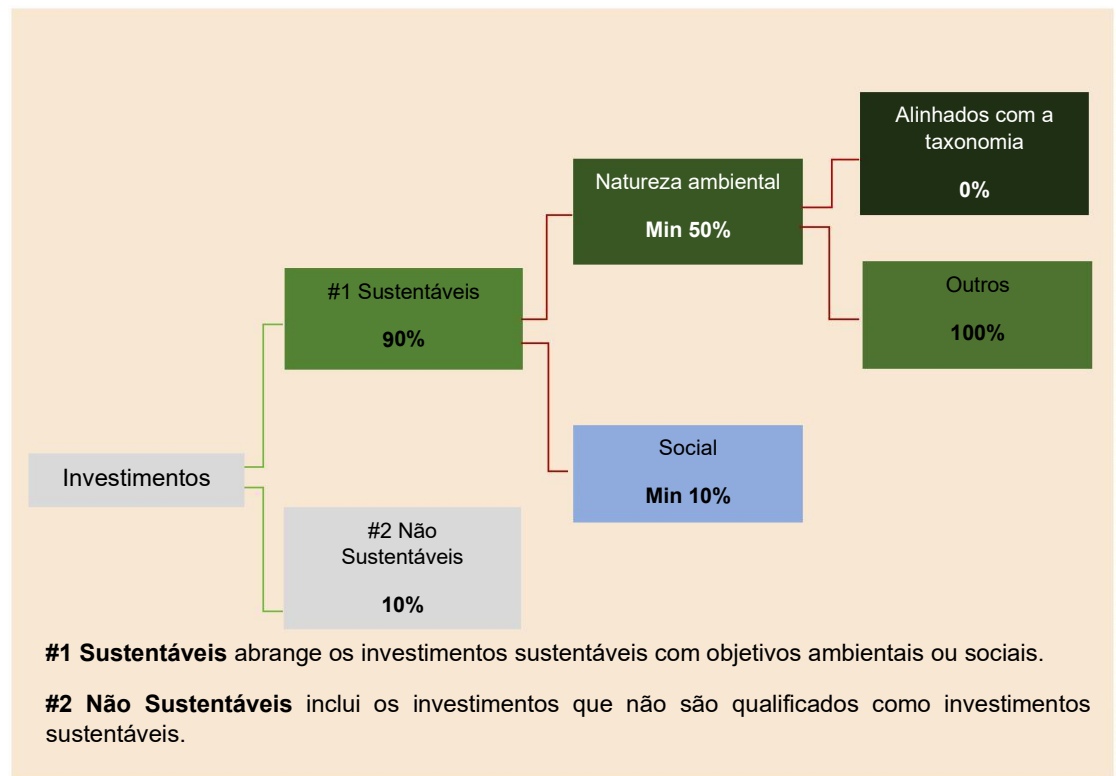 Alinhados com a
taxonomia
0%
Natureza ambiental
Min 50%
Outros
100%
#1 Sustentáveis
90%
Social
Min 10%
Investimentos
#2 Não
Sustentáveis
10%
#1 Sustentáveis abrange os investimentos sustentáveis com objetivos ambientais ou sociais.
#2 Não Sustentáveis inclui os investimentos que não são qualificados como investimentos
sustentáveis.